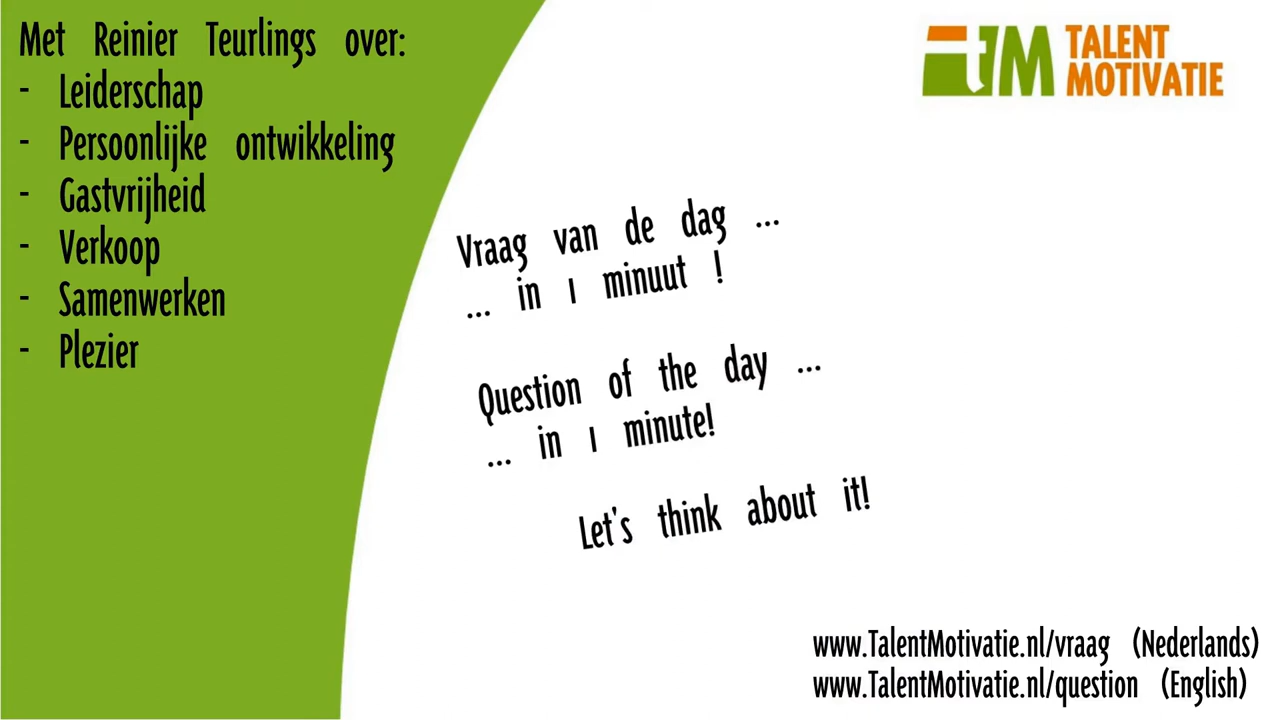 Met Reinier Teurlings over:
- Leiderschap
- Persoonlijke ontwikkeling
- Gastvrijheid
- Verkoop
- Samenwerken
- Plezier
tM TALENT
MOTIVATIE
Vraag van de dag ...
... in 1 minuut !
Question of the day ...
... in 1 minute!
Let's think about it!
www.TalentMotivatie.nl/vraag (Nederlands)
www.TalentMotivatie.nl/question (English)